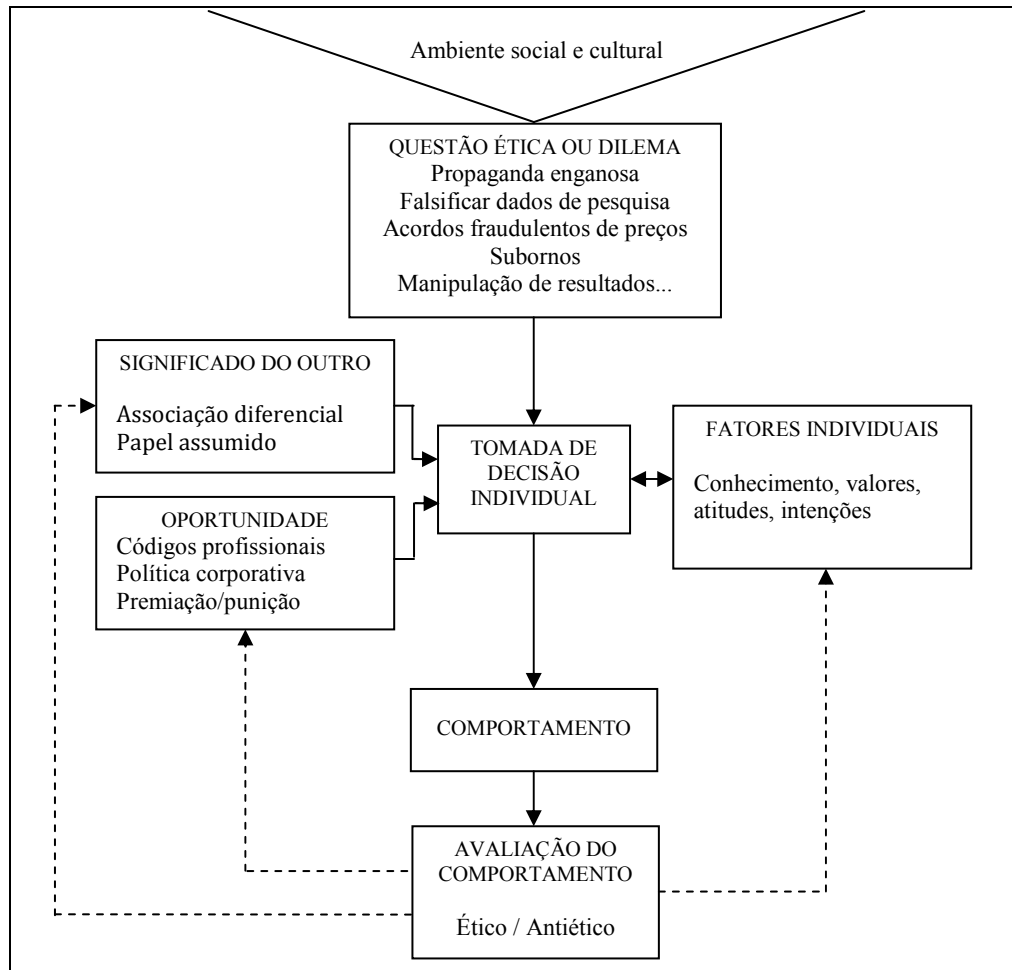 Ambiente social e cultural
QUESTÃO ÉTICA OU DILEMA
Propaganda enganosa
Falsificar dados de pesquisa
Acordos fraudulentos de preços
Subornos
Manipulação de resultados...
SIGNIFICADO DO OUTRO
Associação diferencial
Papel assumido
OPORTUNIDADE
Códigos profissionais
Política corporativa
Premiação/punição
TOMADA DE
DECISÃO
INDIVIDUAL
FATORES INDIVIDUAIS
Conhecimento, valores,
atitudes, intenções
COMPORTAMENTO
AVALIAÇÃO DO
COMPORTAMENTO
Ético / Antiético